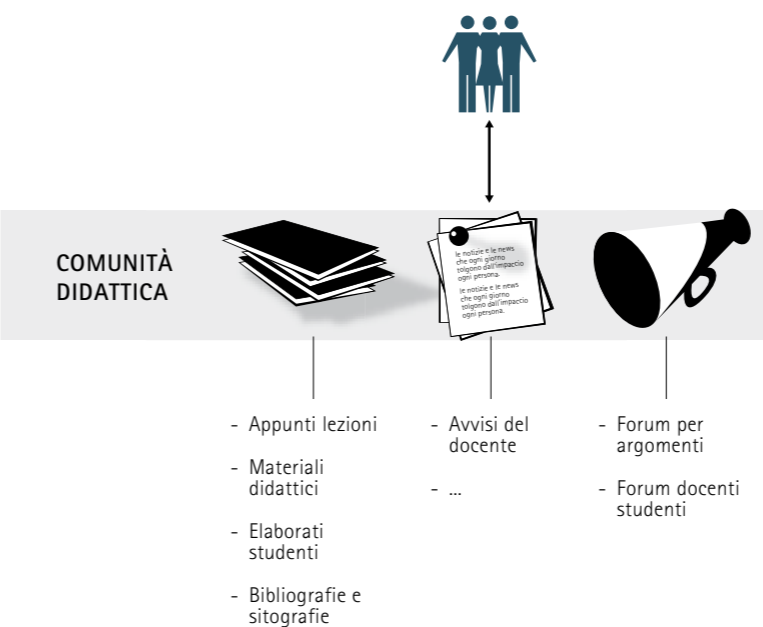 COMUNITÀ
DIDATTICA
le notizie e le news
che ogni giorno
tolgono dall'impaccio
ogni persona.
le notizie e le news
che ogni giorno
tolgono dall'impaccio
ogni persona.
- Appunti lezioni
- Materiali
didattici
- Elaborati
studenti
- Bibliografie e
sitografie
- Avvisi del
docente
- ...
- Forum per
argomenti
- Forum docenti
studenti